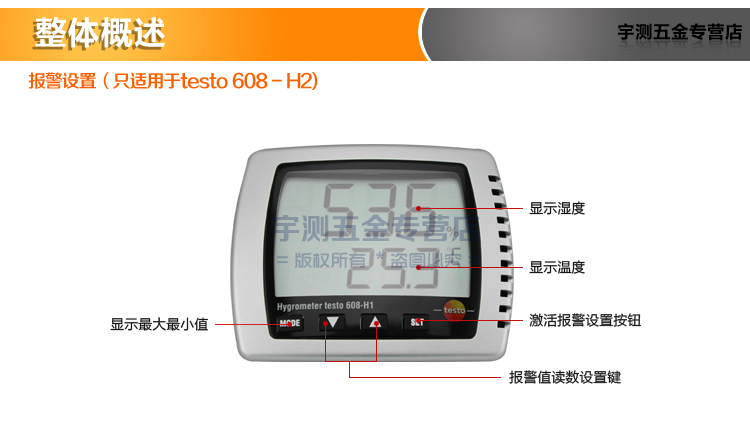 整体概述
宇测五金专营店
报警设置（只适用于testo 608－H2)
53.5
%
显示湿度
宇测五金专营店
= 版权所有 * 盗图必究 =
25.3
℃
显示温度
Hygrometer testo 608-H1
testo
显示最大最小值
MODE
SET
激活报警设置按钮
报警值读数设置键